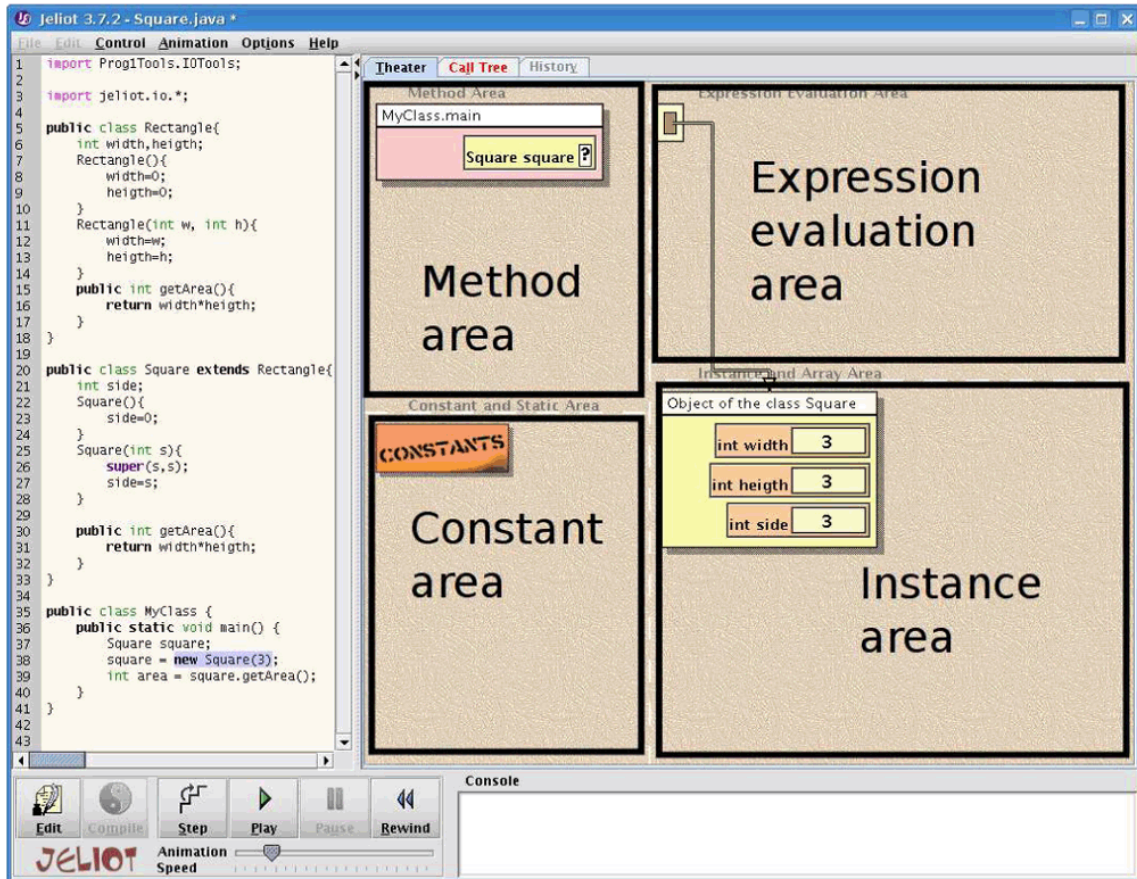 Jeliot 3.7.2 - Square.java *
File Edit Control Animation Options Help
1 import Prog1Tools.IOTools;
2
3 import jeliot.io.*;
4
5 public class Rectangle{
6 int width,heigth;
7 Rectangle(){
8 width=0;
9 heigth=0;
10 }
11 Rectangle(int w, int h){
12 width=w;
13 heigth=h;
14 }
15 public int getArea(){
16 return width*heigth;
17 }
18 }
19
20 public class Square extends Rectangle{
21 int side;
22 Square(){
23 side=0;
24 }
25 Square(int s){
26 super(s,s);
27 side=s;
28 }
29
30 public int getArea(){
31 return width*heigth;
32 }
33 }
34
35 public class MyClass {
36 public static void main() {
37 Square square;
38 square = new Square(3);
39 int area = square.getArea();
40 }
41 }
42
43
Theater Call Tree History
Method Area
MyClass.main
Square square ?
Method
area
Expression Evaluation Area
Expression
evaluation
area
Constant and Static Area
CONSTANTS
Constant
area
Instance and Array Area
Object of the class Square
int width 3
int heigth 3
int side 3
Instance
area
Edit Compile Step Play Pause Rewind
JELIOT
Animation
Speed
Console